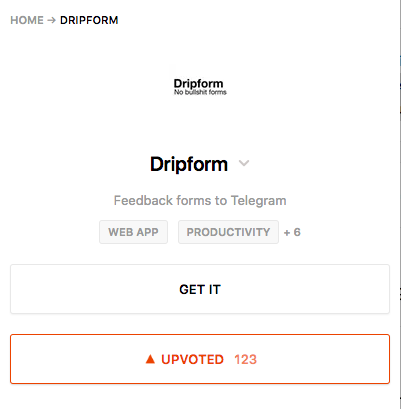 HOME → DRIPFORM
Dripform
No bullshit forms
Dripform
Feedback forms to Telegram
WEB APP PRODUCTIVITY + 6
GET IT
▲ UPVOTED 123